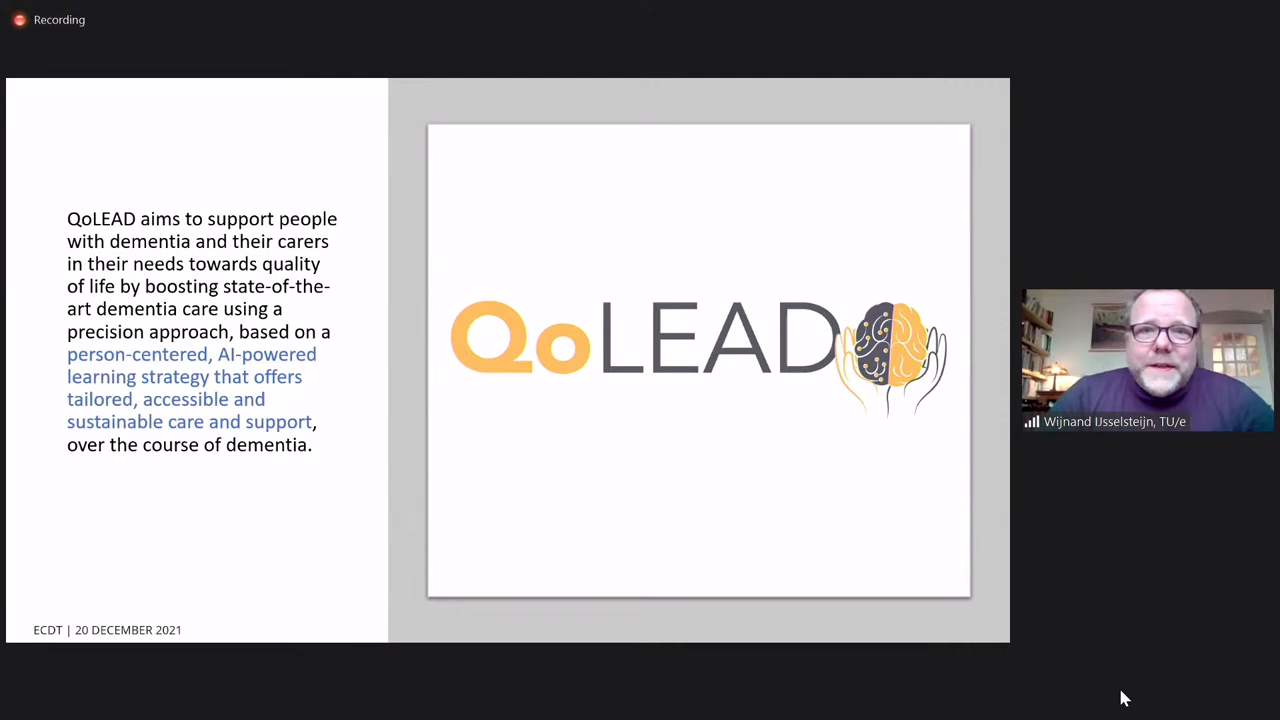 Recording
QoLEAD aims to support people
with dementia and their carers
in their needs towards quality
of life by boosting state-of-the-
art dementia care using a
precision approach, based on a
person-centered, AI-powered
learning strategy that offers
tailored, accessible and
sustainable care and support,
over the course of dementia.
ECDT | 20 DECEMBER 2021
QoLEAD
Wijnand IJsselsteijn, TU/e